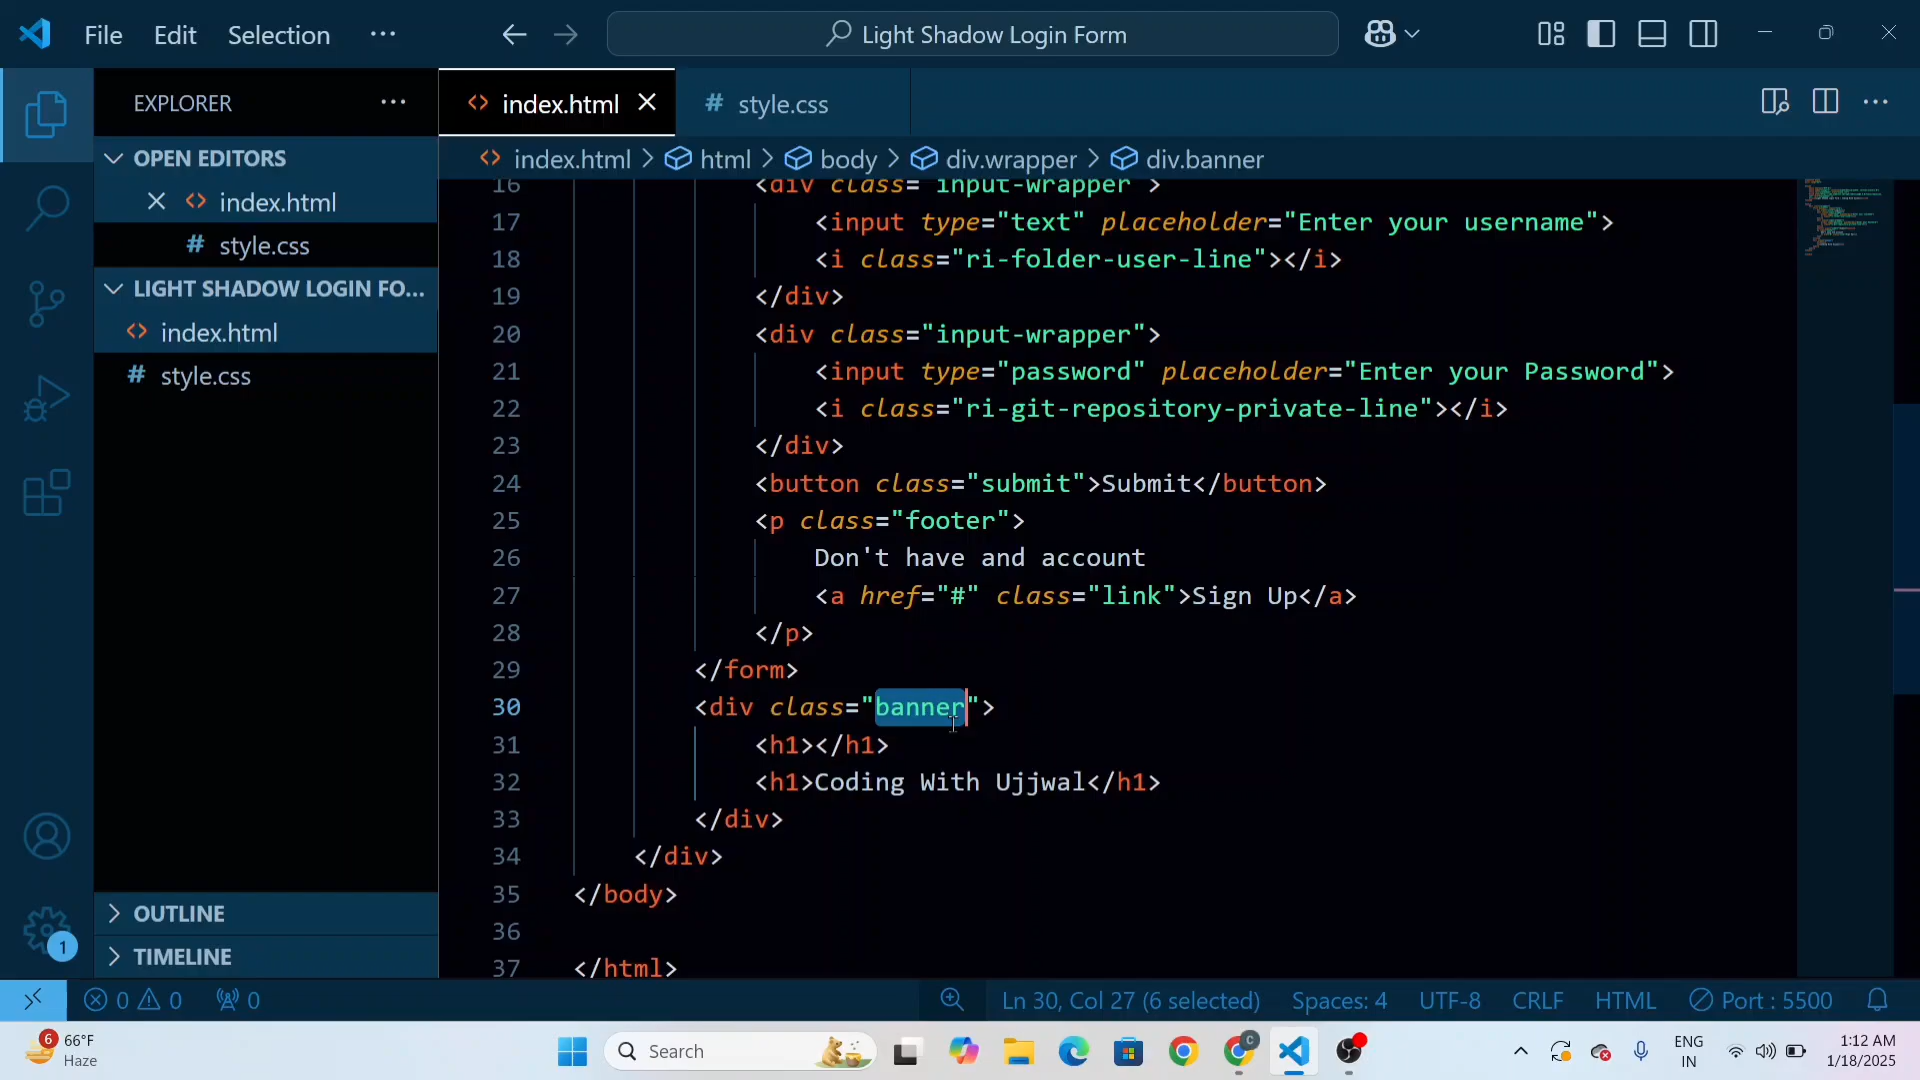 File Edit Selection ···
Light Shadow Login Form
EXPLORER ···
index.html
# style.css
index.html > html > body > div.wrapper > div.banner
OPEN EDITORS
index.html
# style.css
LIGHT SHADOW LOGIN FO...
index.html
# style.css
OUTLINE
TIMELINE
16 <div class="input-wrapper">
17 <input type="text" placeholder="Enter your username">
18 <i class="ri-folder-user-line"></i>
19 </div>
20 <div class="input-wrapper">
21 <input type="password" placeholder="Enter your Password">
22 <i class="ri-git-repository-private-line"></i>
23 </div>
24 <button class="submit">Submit</button>
25 <p class="footer">
26 Don't have and account
27 <a href="#" class="link">Sign Up</a>
28 </p>
29 </form>
30 <div class="banner">
31 <h1></h1>
32 <h1>Coding With Ujjwal</h1>
33 </div>
34 </div>
35 </body>
36
37 </html>
1
0 0 0 Ln 30, Col 27 (6 selected) Spaces: 4 UTF-8 CRLF HTML Port : 5500
6 66°F
Haze
Search
C
ENG
IN
1:12 AM
1/18/2025